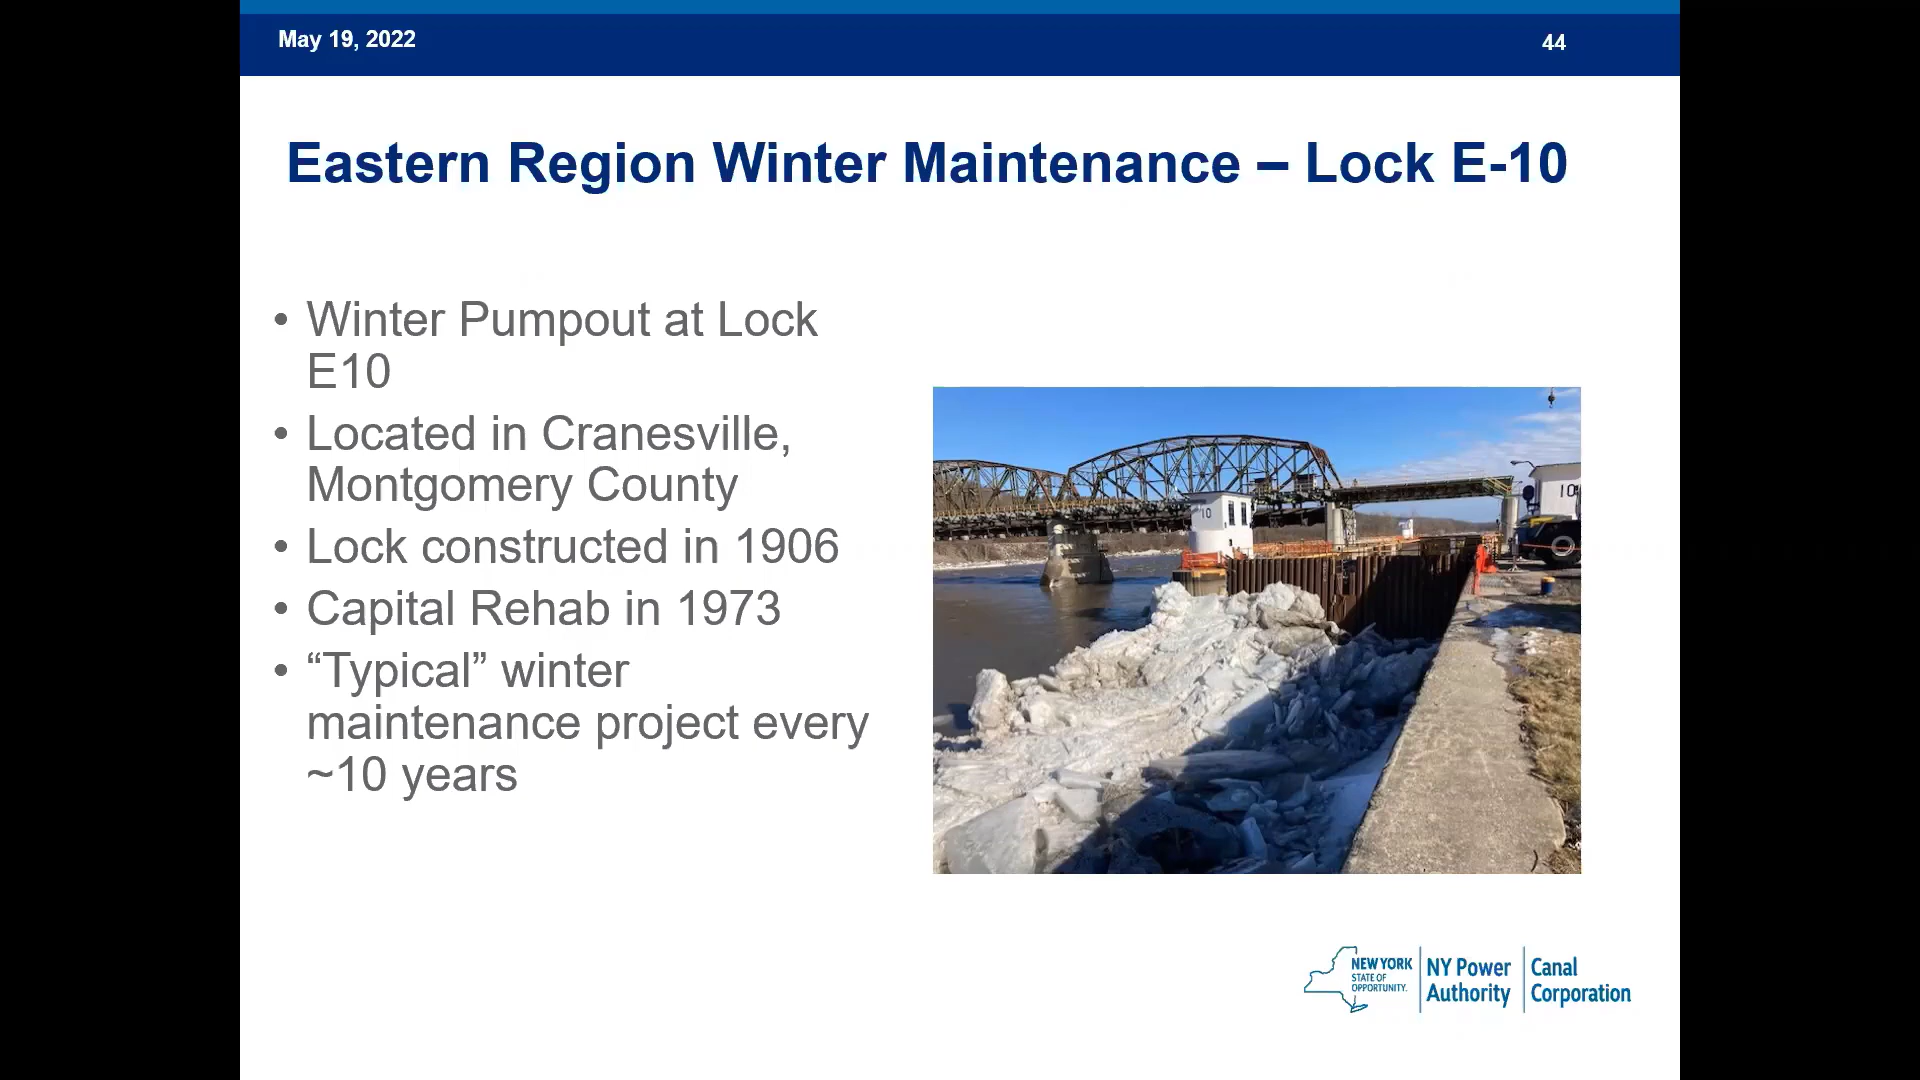 May 19, 2022
44
Eastern Region Winter Maintenance – Lock E-10
• Winter Pumpout at Lock
E10
• Located in Cranesville,
Montgomery County
• Lock constructed in 1906
• Capital Rehab in 1973
• “Typical” winter
maintenance project every
~10 years
10
10
NEW YORK
STATE OF
OPPORTUNITY.
NY Power
Authority
Canal
Corporation